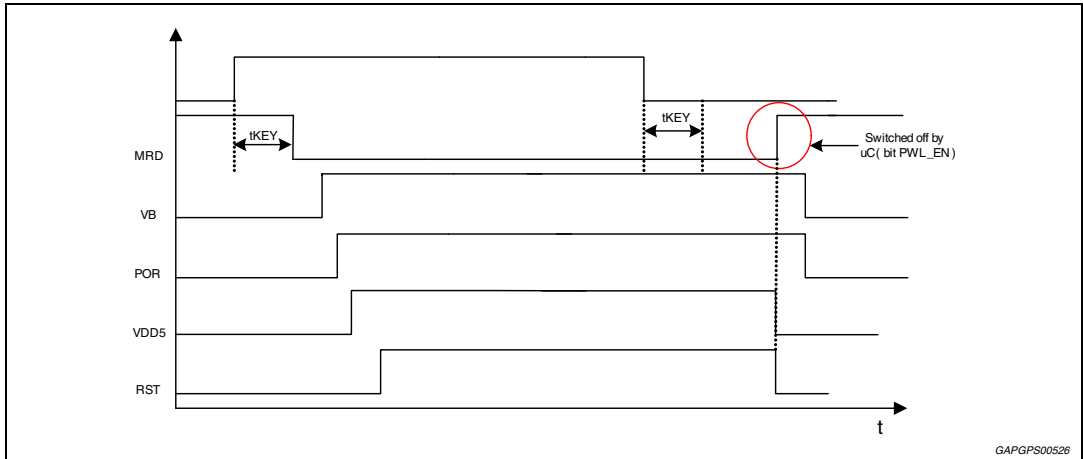 tKEY
tKEY
Switched off by
uC( bit PWL_EN)
MRD
VB
POR
VDD5
RST
t
GAPGPS00526